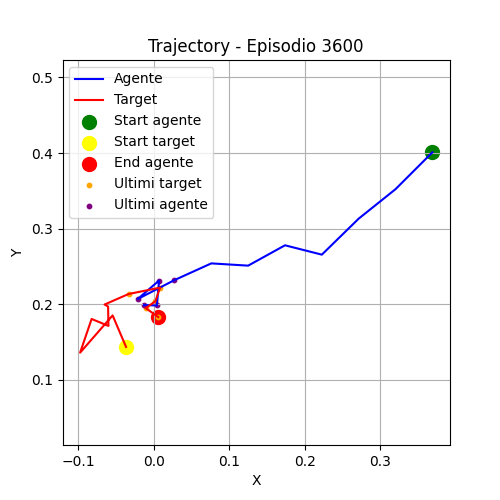 Trajectory - Episodio 3600
Agente
Target
Start agente
Start target
End agente
Ultimi target
Ultimi agente
0.5
0.4
0.3
0.2
0.1
Y
−0.1
0.0
0.1
0.2
0.3
X